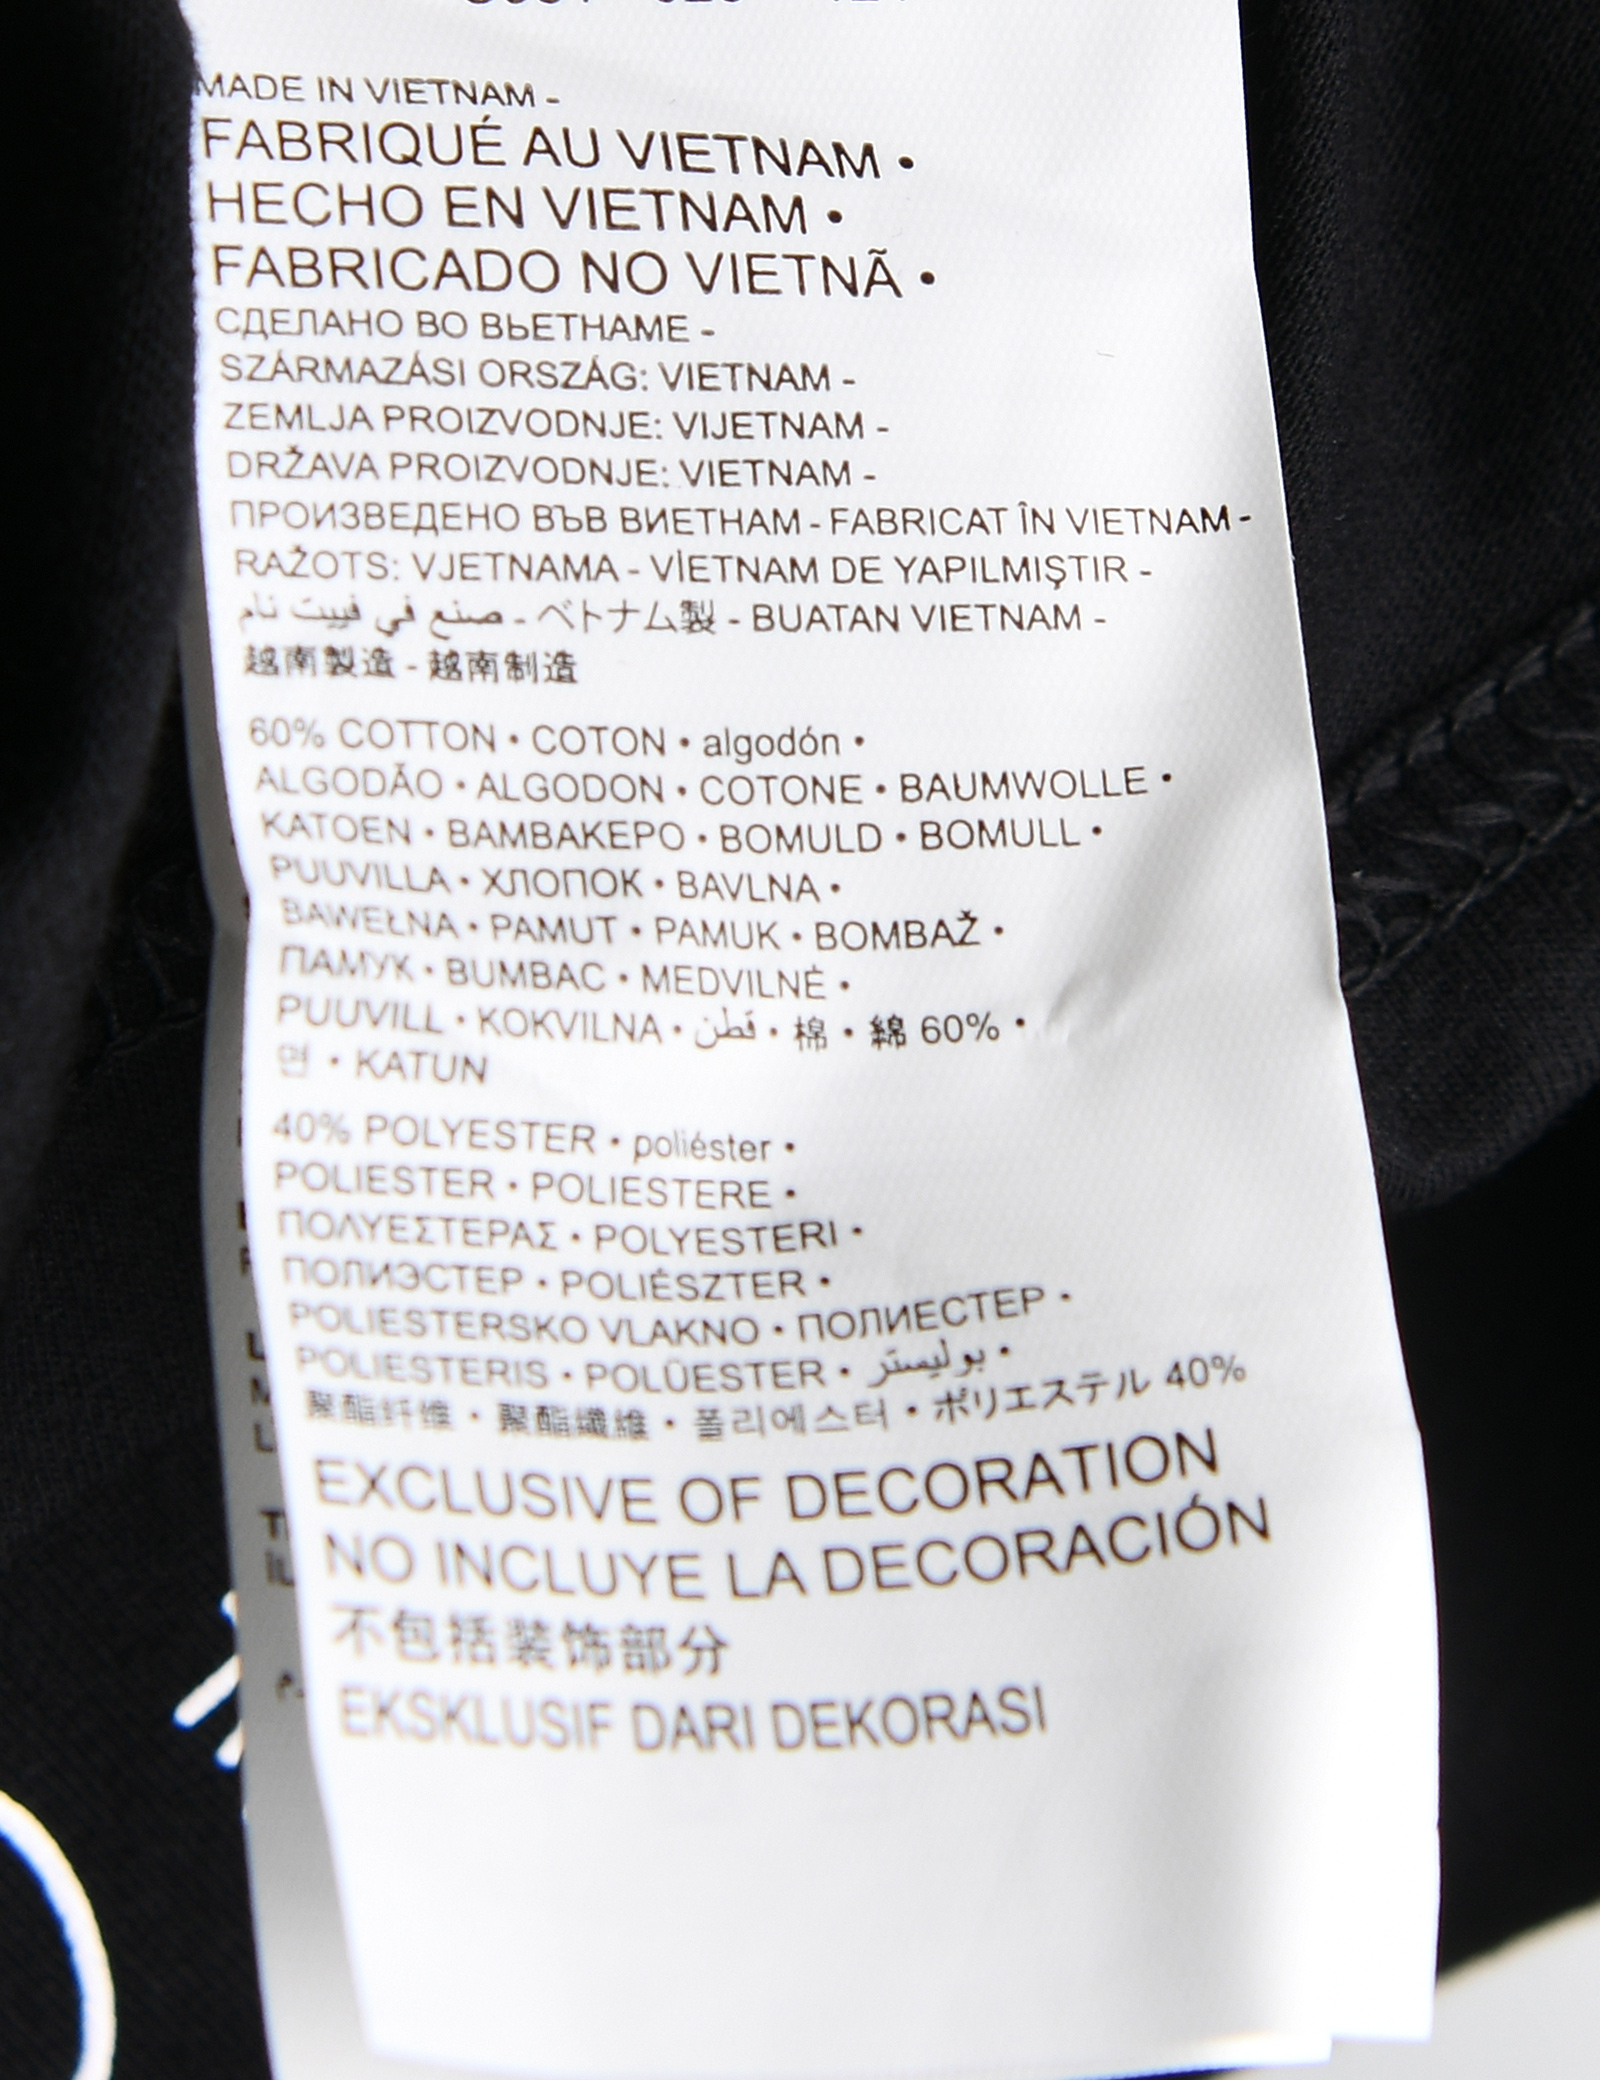 MADE IN VIETNAM -
FABRIQUÉ AU VIETNAM •
HECHO EN VIETNAM •
FABRICADO NO VIETNÃ •
СДЕЛАНО ВО ВЬЕТНАМЕ -
SZÁRMAZÁSI ORSZÁG: VIETNAM -
ZEMLJA PROIZVODNJE: VIJETNAM -
DRŽAVA PROIZVODNJE: VIETNAM -
ПРОИЗВЕДЕНО ВЪВ ВИЕТНАМ - FABRICAT ÎN VIETNAM -
RAŽOTS: VJETNAMA - VİETNAM DE YAPILMIŞTIR -
صنع في فييت نام - ベトナム製 - BUATAN VIETNAM -
越南製造 - 越南制造
60% COTTON • COTON • algodón •
ALGODÃO • ALGODON • COTONE • BAUMWOLLE •
KATOEN • ΒΑΜΒΑΚΕΡΟ • BOMULD • BOMULL •
PUUVILLA • ХЛОПОК • BAVLNA •
BAWEŁNA • PAMUT • PAMUK • BOMBAŽ •
ПАМУК • BUMBAC • MEDVILNĖ •
PUUVILL • KOKVILNA • قطن • 棉 • 綿 60% •
면 • KATUN
40% POLYESTER • poliéster •
POLIESTER • POLIESTERE •
ΠΟΛΥΕΣΤΕΡΑΣ • POLYESTERI •
ПОЛИЭСТЕР • POLIÉSZTER •
POLIESTERSKO VLAKNO • ПОЛИЕСТЕР •
POLIESTERIS • POLÜESTER • بوليستر •
聚酯纤维 • 聚酯纖維 • 폴리에스터 • ポリエステル 40%
EXCLUSIVE OF DECORATION
NO INCLUYE LA DECORACIÓN
不包括装饰部分
EKSKLUSIF DARI DEKORASI